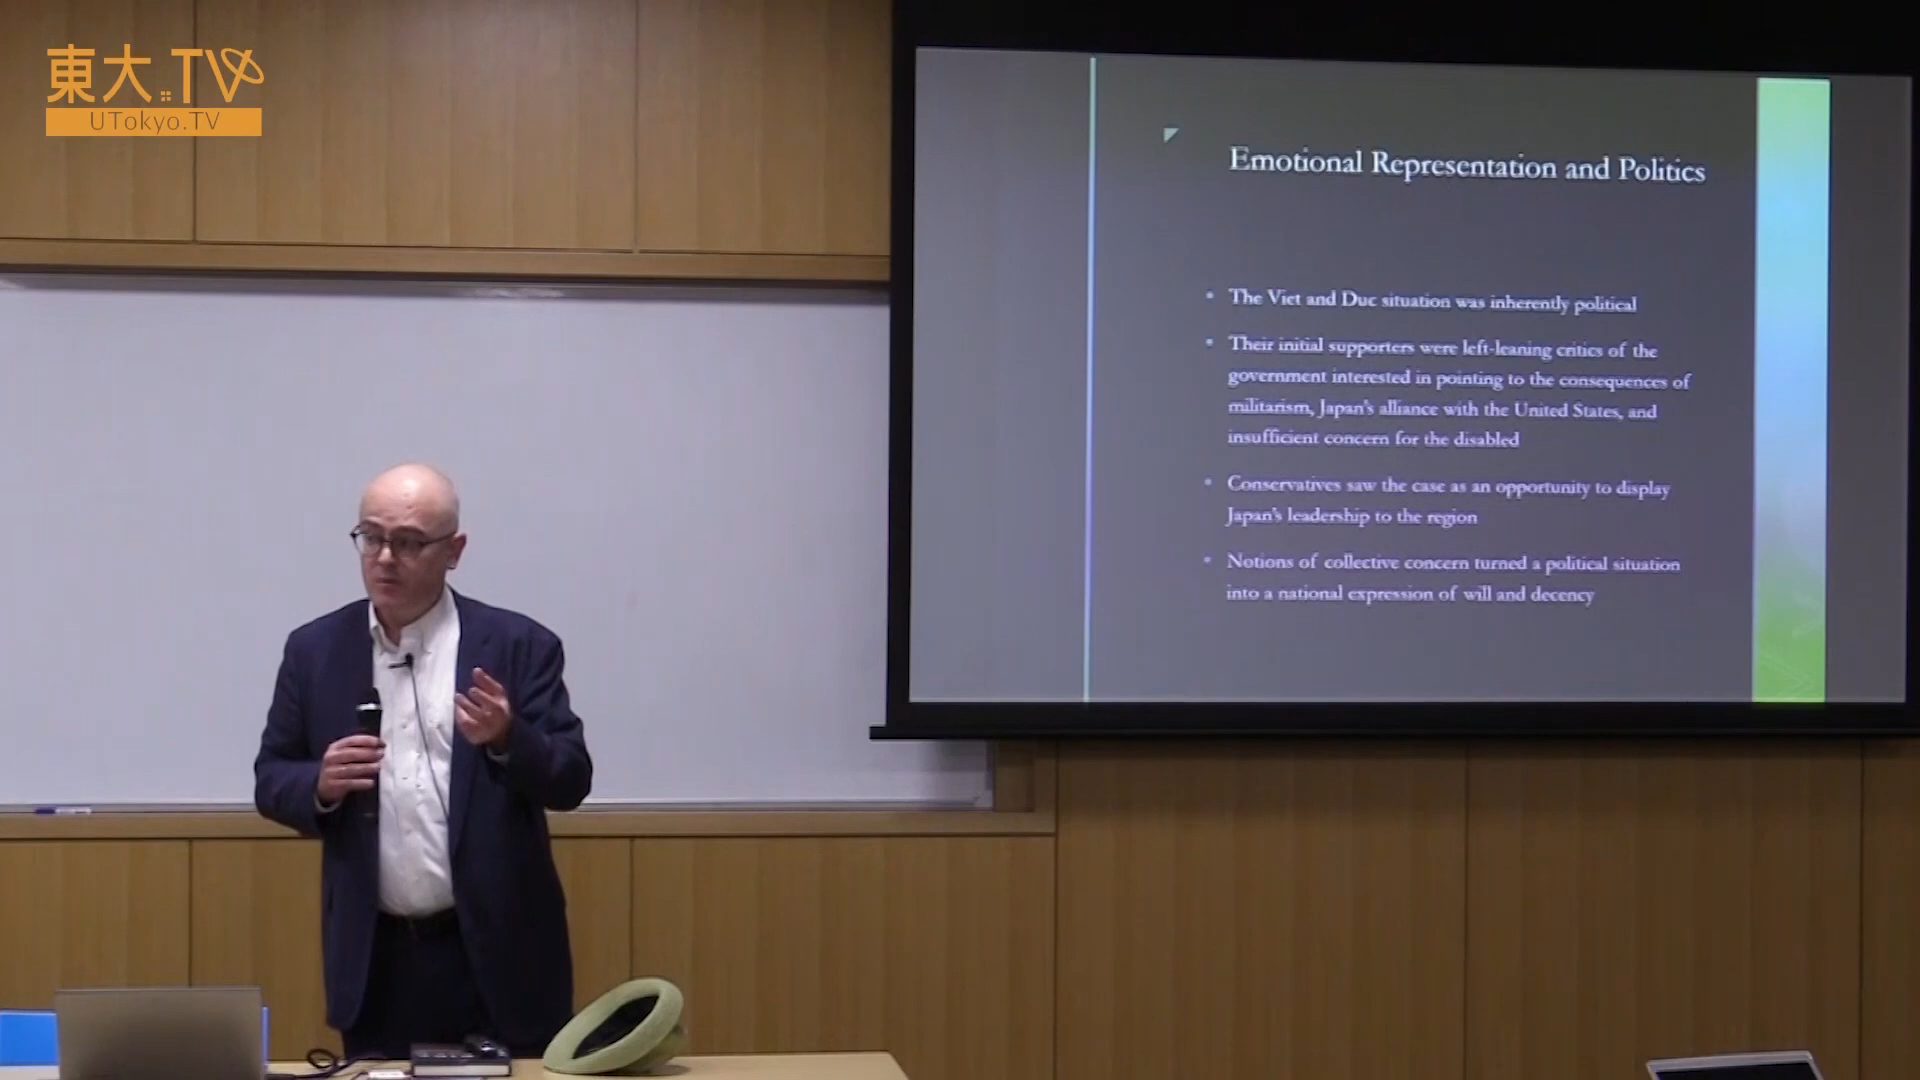 東大.TV
UTokyo.TV
Emotional Representation and Politics
• The Viet and Duc situation was inherently political
• Their initial supporters were left-leaning critics of the
government interested in pointing to the consequences of
militarism, Japan's alliance with the United States, and
insufficient concern for the disabled
• Conservatives saw the case as an opportunity to display
Japan's leadership to the region
• Notions of collective concern turned a political situation
into a national expression of will and decency